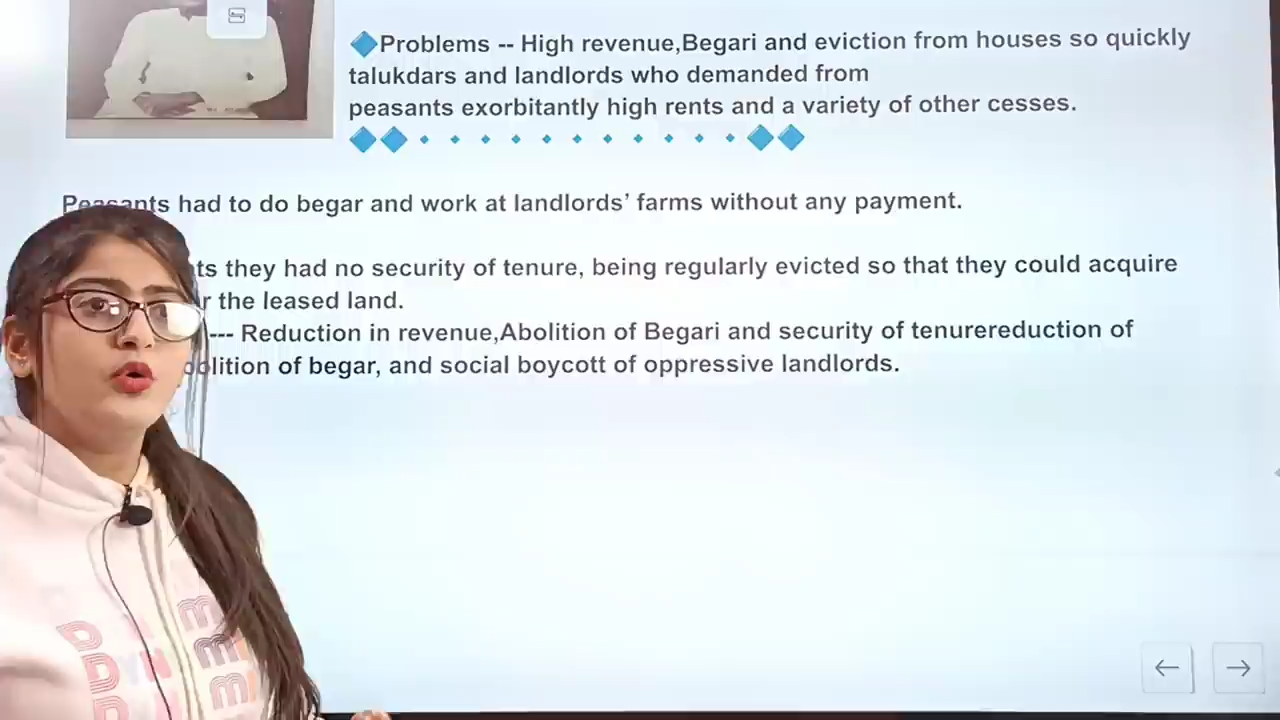 Problems -- High revenue,Begari and eviction from houses so quickly
talukdars and landlords who demanded from
peasants exorbitantly high rents and a variety of other cesses.
Peasants had to do begar and work at landlords’ farms without any payment.
they had no security of tenure, being regularly evicted so that they could acquire
the leased land.
--- Reduction in revenue,Abolition of Begari and security of tenurereduction of
of begar, and social boycott of oppressive landlords.